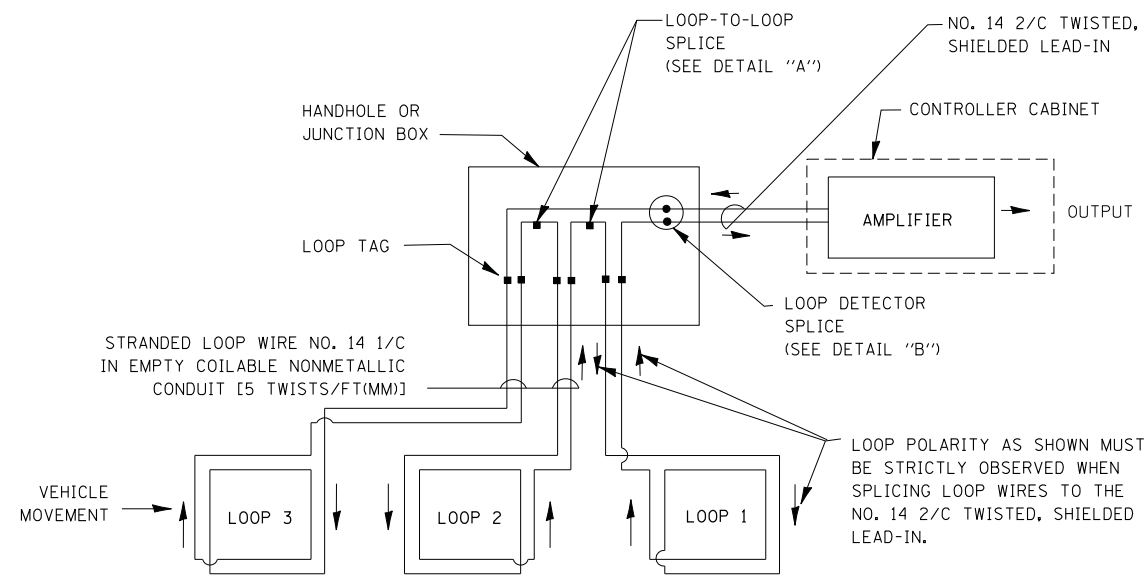 LOOP-TO-LOOP
SPLICE
(SEE DETAIL "A")
NO. 14 2/C TWISTED,
SHIELDED LEAD-IN
HANDHOLE OR
JUNCTION BOX
CONTROLLER CABINET
AMPLIFIER
OUTPUT
LOOP TAG
LOOP DETECTOR
SPLICE
(SEE DETAIL "B")
STRANDED LOOP WIRE NO. 14 1/C
IN EMPTY COILABLE NONMETALLIC
CONDUIT [5 TWISTS/FT(MM)]
LOOP POLARITY AS SHOWN MUST
BE STRICTLY OBSERVED WHEN
SPLICING LOOP WIRES TO THE
NO. 14 2/C TWISTED, SHIELDED
LEAD-IN.
VEHICLE
MOVEMENT
LOOP 3
LOOP 2
LOOP 1